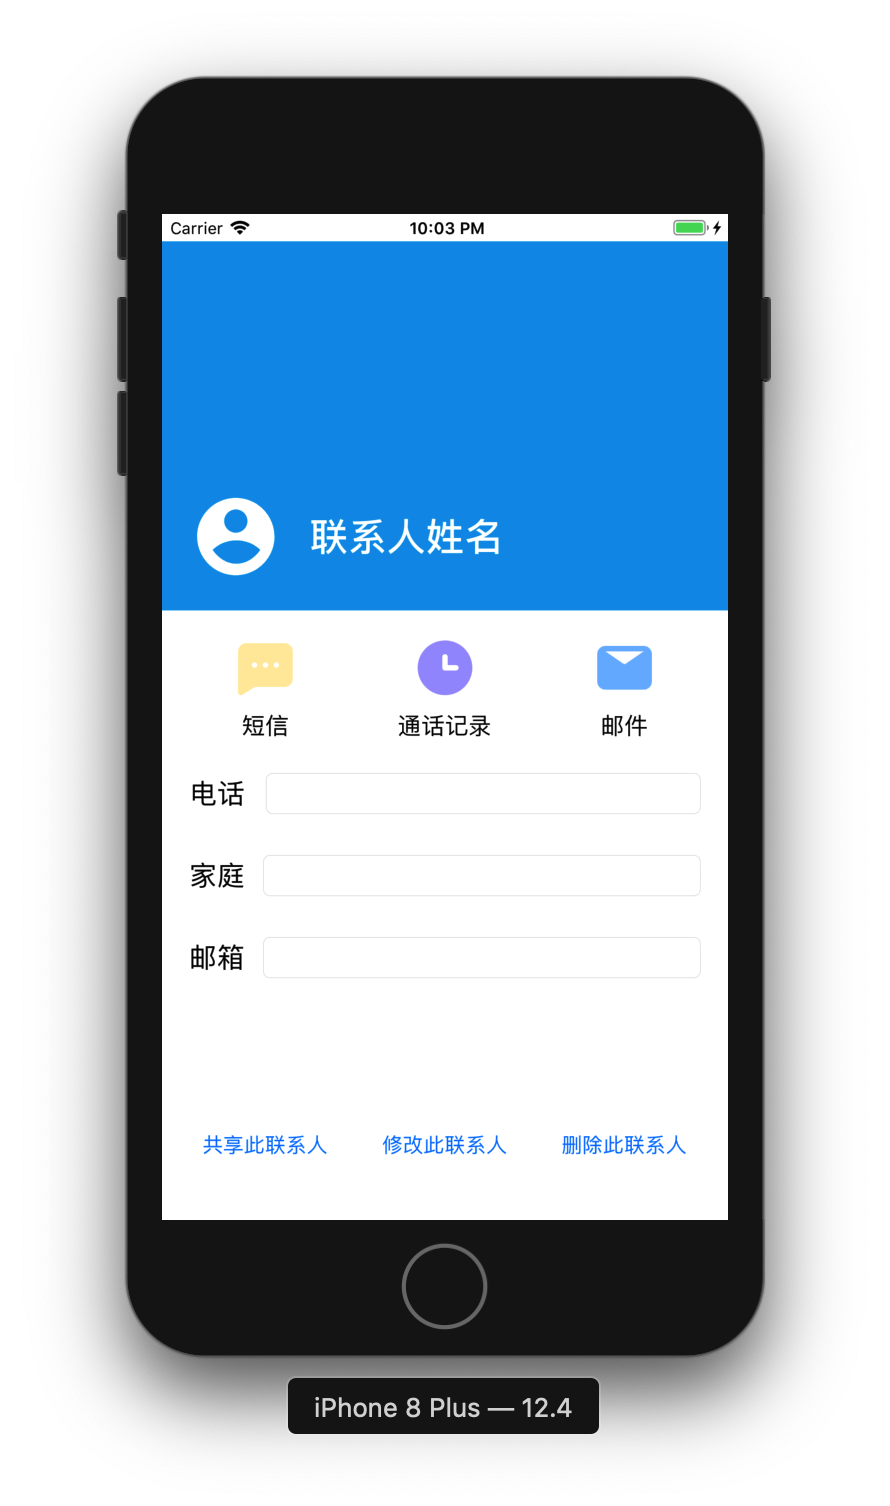 Carrier 10:03 PM
联系人姓名
短信 通话记录 邮件
电话
家庭
邮箱
共享此联系人 修改此联系人 删除此联系人
iPhone 8 Plus — 12.4